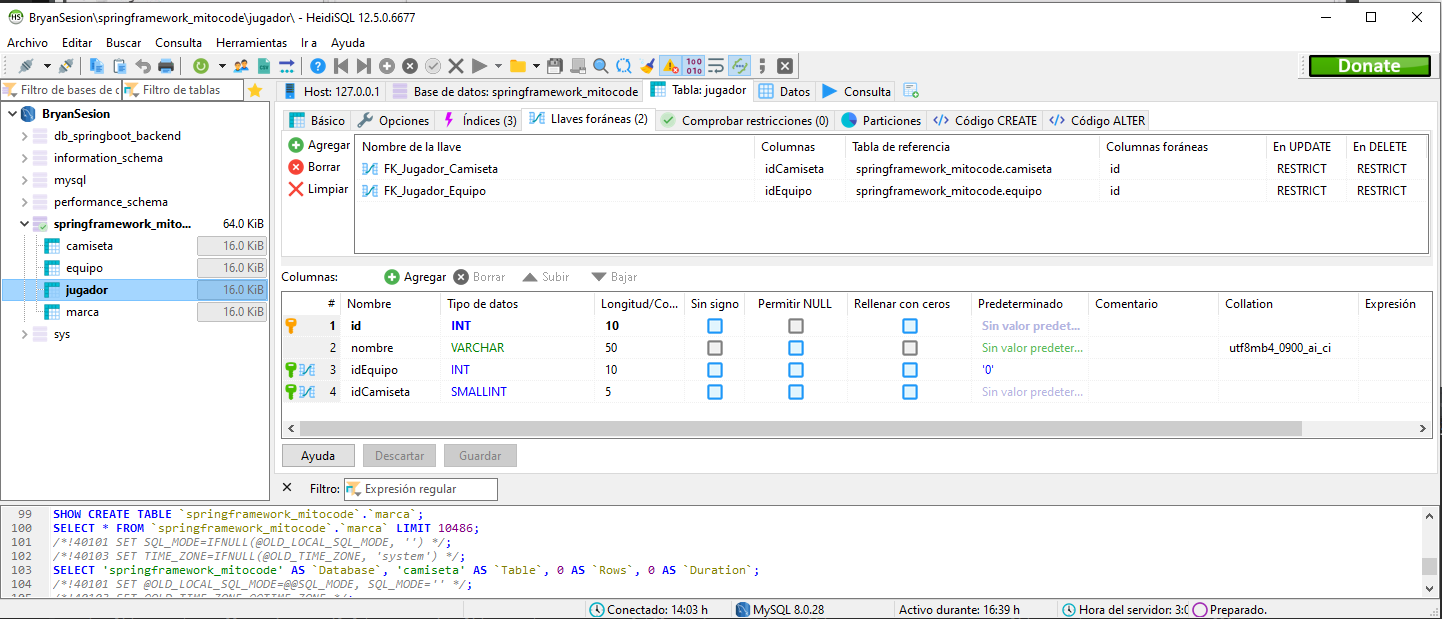 BryanSesion\springframework_mitocode\jugador\ - HeidiSQL 12.5.0.6677
Archivo Editar Buscar Consulta Herramientas Ir a Ayuda
Donate
Filtro de bases de d Filtro de tablas
Host: 127.0.0.1 Base de datos: springframework_mitocode Tabla: jugador Datos Consulta
BryanSesion
db_springboot_backend
information_schema
mysql
performance_schema
springframework_mito... 64.0 KiB
camiseta 16.0 KiB
equipo 16.0 KiB
jugador 16.0 KiB
marca 16.0 KiB
sys
Básico Opciones Índices (3) Llaves foráneas (2) Comprobar restricciones (0) Particiones Código CREATE Código ALTER
Agregar
Borrar
Limpiar
Nombre de la llave Columnas Tabla de referencia Columnas foráneas En UPDATE En DELETE
FK_Jugador_Camiseta idCamiseta springframework_mitocode.camiseta id RESTRICT RESTRICT
FK_Jugador_Equipo idEquipo springframework_mitocode.equipo id RESTRICT RESTRICT
Columnas: Agregar Borrar Subir Bajar
# Nombre Tipo de datos Longitud/Co... Sin signo Permitir NULL Rellenar con ceros Predeterminado Comentario Collation Expresión
1 id INT 10 Sin valor predet...
2 nombre VARCHAR 50 Sin valor predeter... utf8mb4_0900_ai_ci
3 idEquipo INT 10 '0'
4 idCamiseta SMALLINT 5 Sin valor predeter...
Ayuda Descartar Guardar
Filtro: Expresión regular
99 SHOW CREATE TABLE `springframework_mitocode`.`marca`;
100 SELECT * FROM `springframework_mitocode`.`marca` LIMIT 10486;
101 /*!40101 SET SQL_MODE=IFNULL(@OLD_LOCAL_SQL_MODE, '') */;
102 /*!40103 SET TIME_ZONE=IFNULL(@OLD_TIME_ZONE, 'system') */;
103 SELECT 'springframework_mitocode' AS `Database`, 'camiseta' AS `Table`, 0 AS `Rows`, 0 AS `Duration`;
104 /*!40101 SET @OLD_LOCAL_SQL_MODE=@@SQL_MODE, SQL_MODE='' */;
Conectado: 14:03 h MySQL 8.0.28 Activo durante: 16:39 h Hora del servidor: 3:0 Preparado.